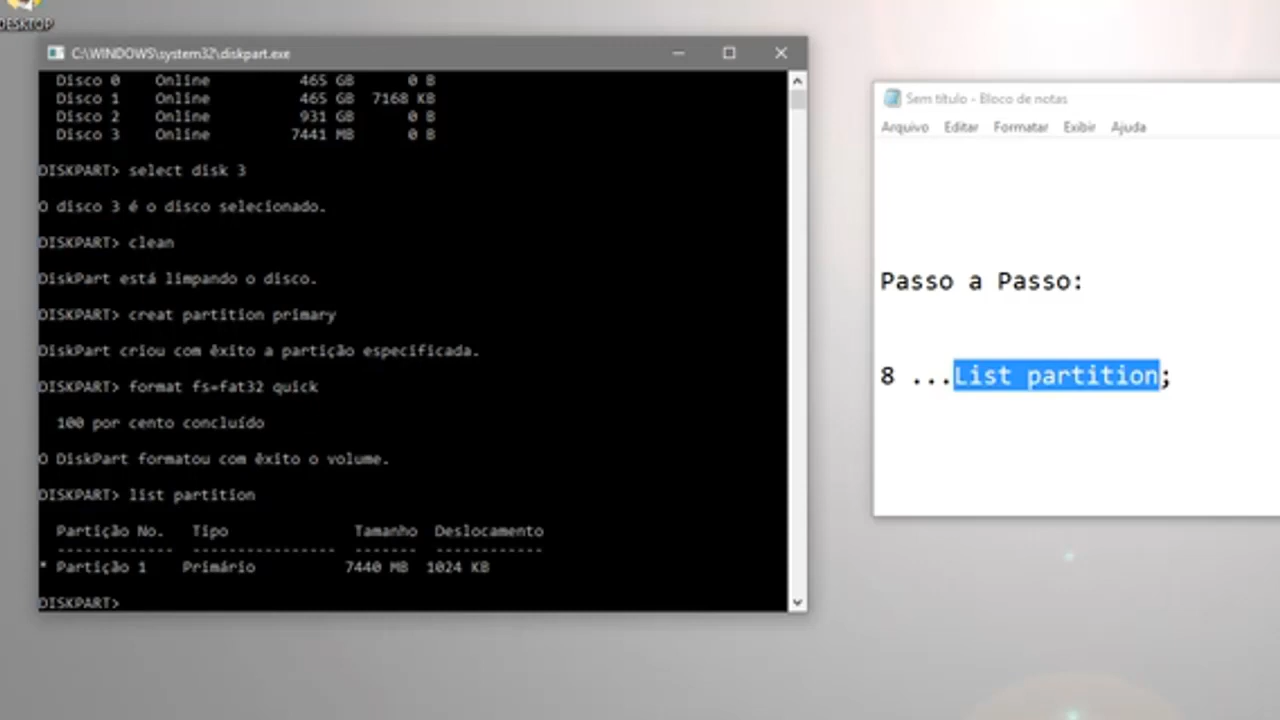 DESKTOP
C:\WINDOWS\system32\diskpart.exe
Disco 0 Online 465 GB 0 B
Disco 1 Online 465 GB 7168 KB
Disco 2 Online 931 GB 0 B
Disco 3 Online 7441 MB 0 B
DISKPART> select disk 3
O disco 3 é o disco selecionado.
DISKPART> clean
DiskPart está limpando o disco.
DISKPART> creat partition primary
DiskPart criou com êxito a partição especificada.
DISKPART> format fs=fat32 quick
100 por cento concluído
O DiskPart formatou com êxito o volume.
DISKPART> list partition
Partição No. Tipo Tamanho Deslocamento
------------- ---------------- ------- ------------
* Partição 1 Primário 7440 MB 1024 KB
DISKPART>
Sem título - Bloco de notas
Arquivo Editar Formatar Exibir Ajuda
Passo a Passo:
8 ...List partition;